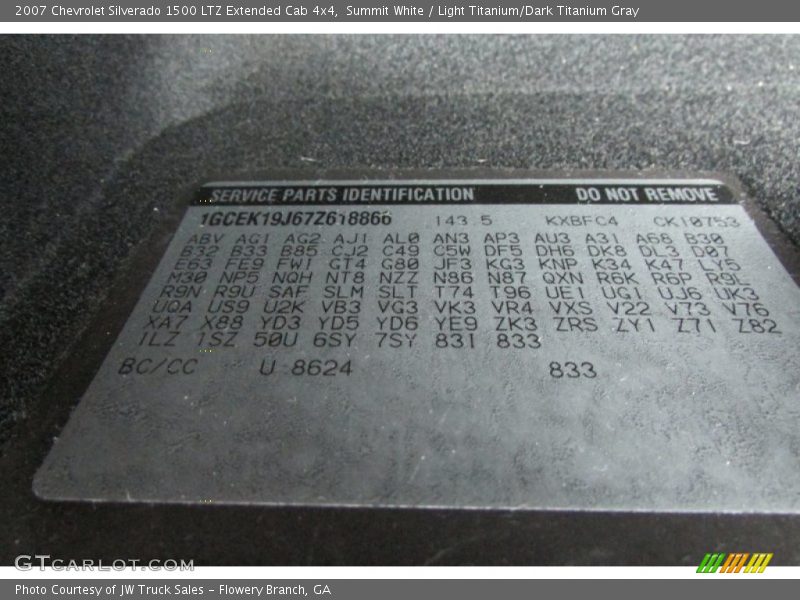 2007 Chevrolet Silverado 1500 LTZ Extended Cab 4x4,  Summit White / Light Titanium/Dark Titanium Gray
SERVICE PARTS IDENTIFICATION DO NOT REMOVE
1GCEK19J67Z618866 143 5 KXBFC4 CK10753
ABV AG1 AG2 AJ1 AL0 AN3 AP3 AU3 A31 A68 B30
B32 B33 B85 CJ2 C49 C5W DF5 DH6 DK8 DL3 D07
E63 FE9 FW1 GT4 G80 JF3 KG3 KNP K34 K47 LY5
M30 NP5 NQH NT8 NZZ N86 N87 QXN R6K R6P R9L
R9N R9U SAF SLM SLT T74 T96 UE1 UG1 UJ6 UK3
UQA US9 U2K VB3 VG3 VK3 VR4 VXS V22 V73 V76
XA7 X88 YD3 YD5 YD6 YE9 ZK3 ZRS ZY1 Z71 Z82
1LZ 1SZ 50U 6SY 7SY 831 833
BC/CC U 8624 833
GTcarlot.com
Photo Courtesy of JW Truck Sales - Flowery Branch, GA